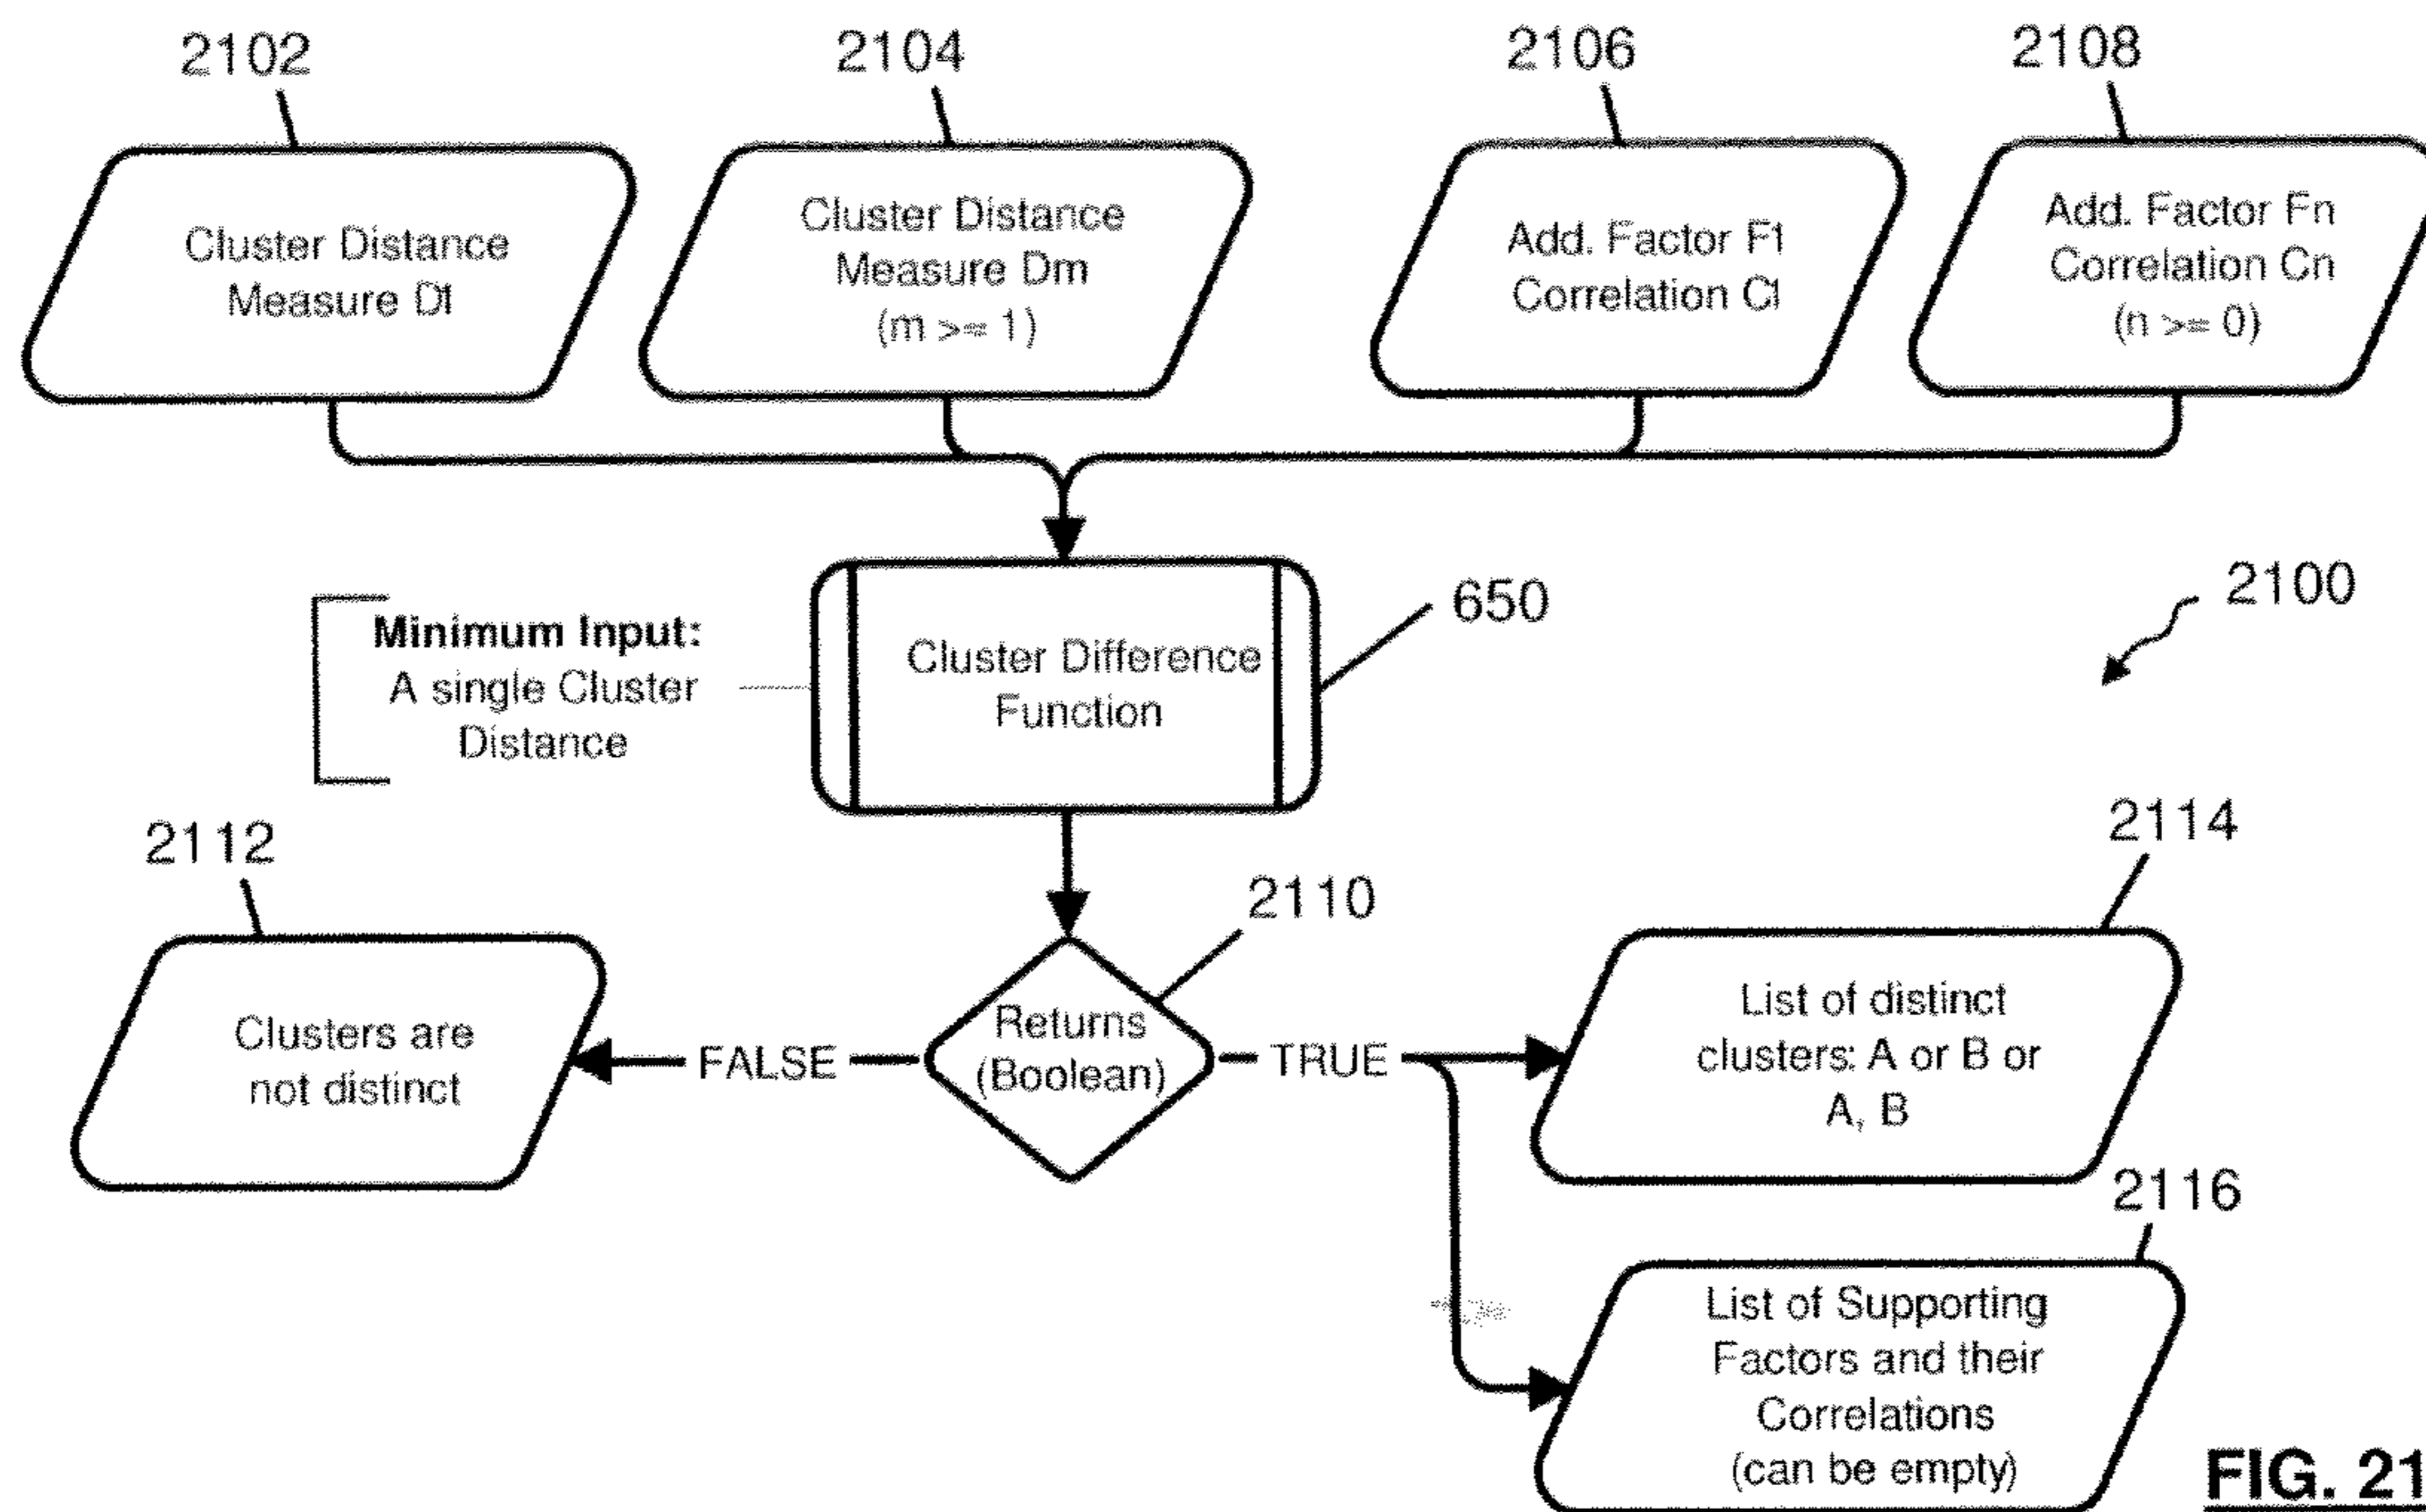 2102
2104
2106
2108
Cluster Distance
Measure D1
Cluster Distance
Measure Dm
(m >= 1)
Add. Factor F1
Correlation C1
Add. Factor Fn
Correlation Cn
(n >= 0)
Minimum Input:
A single Cluster
Distance
Cluster Difference
Function
650
2100
2112
2110
2114
Clusters are
not distinct
FALSE
Returns
(Boolean)
TRUE
List of distinct
clusters: A or B or
A, B
2116
List of Supporting
Factors and their
Correlations
(can be empty)
FIG. 21